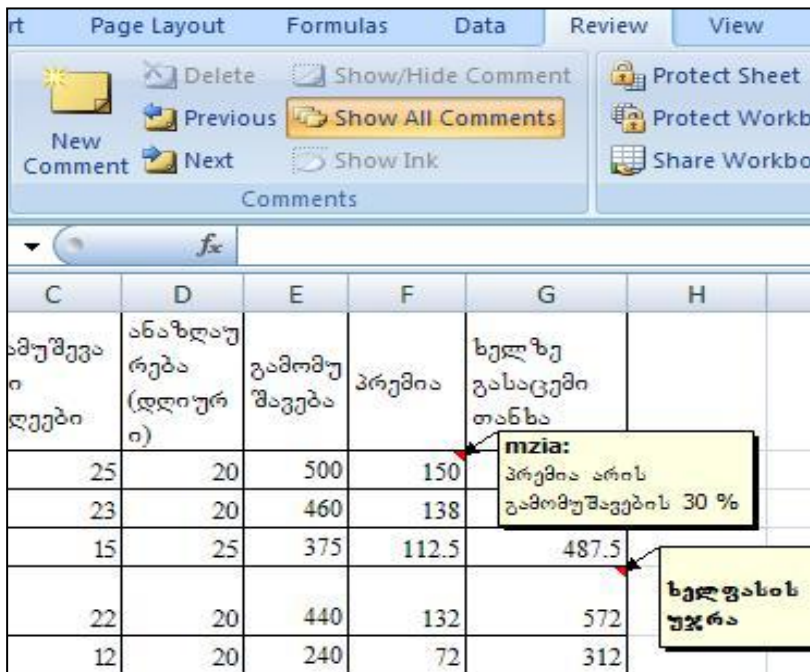 rt Page Layout Formulas Data Review View
Delete Show/Hide Comment Protect Sheet
Previous Show All Comments Protect Workb
New Comment Next Show Ink Share Workbo
Comments
fx
C D E F G H
ამუშევა
ი
ღეები
ანაზღაუ
რება
(დღიურ
ი)
გამომუ
შავება
პრემია
ხელზე
გასაცემი
თანხა
25 20 500 150
mzia:
პრემია არის
გამომუშავების 30 %
23 20 460 138
15 25 375 112.5 487.5
ხელფასის
უჯრა
22 20 440 132 572
12 20 240 72 312